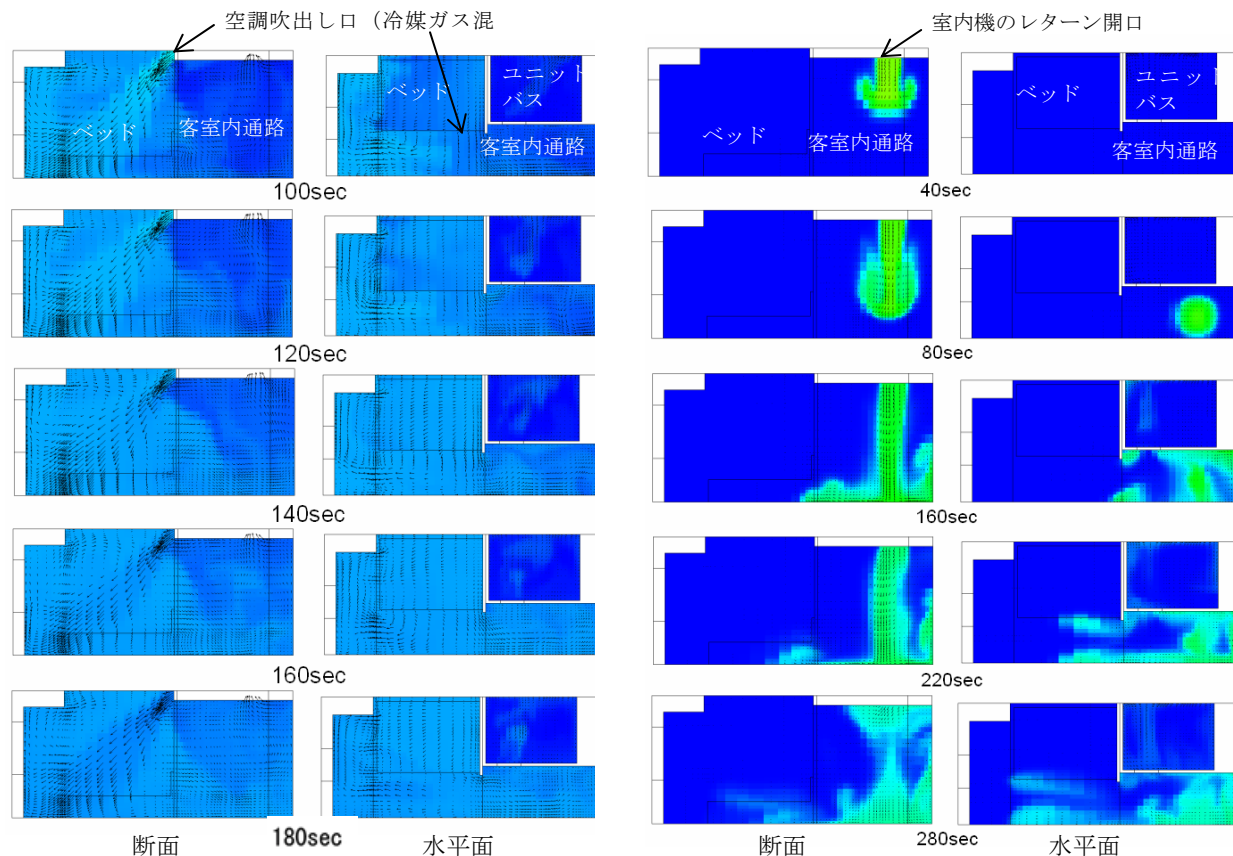 空調吹出し口（冷媒ガス混
室内機のレターン開口
ベッド
客室内通路
ベッド
ユニット
バス
客室内通路
ベッド
客室内通路
ベッド
ユニット
バス
客室内通路
100sec
40sec
120sec
80sec
140sec
160sec
160sec
220sec
断面
180sec
水平面
断面
280sec
水平面